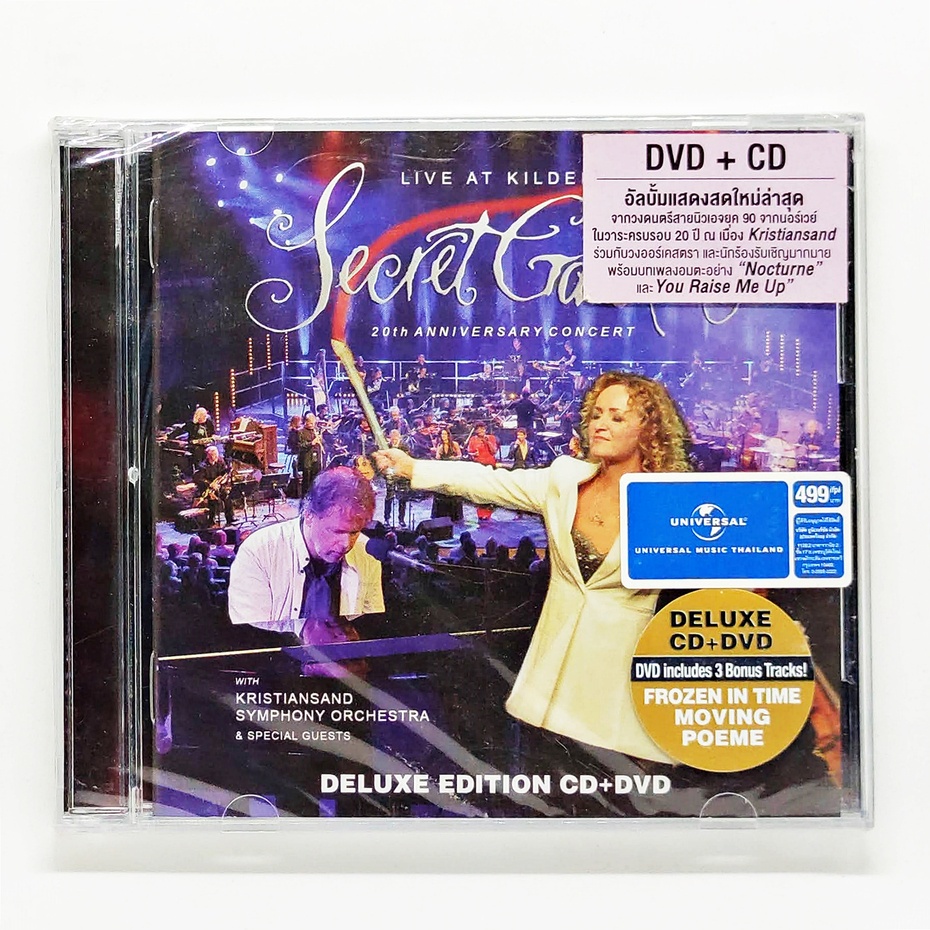 LIVE AT KILDE
Secret Ga
20th ANNIVERSARY CONCERT
DVD + CD
อัลบั้มแสดงสดใหม่ล่าสุด
จากวงดนตรีสายนิวเอจยุค 90 จากนอร์เวย์
ในวาระครบรอบ 20 ปี ณ เมือง Kristiansand
ร่วมกับวงออร์เคสตรา และนักร้องรับเชิญมากมาย
พร้อมบทเพลงอมตะอย่าง “Nocturne”
และ You Raise Me Up”
UNIVERSAL
UNIVERSAL MUSIC THAILAND
499
บาท
DELUXE
CD+DVD
DVD includes 3 Bonus Tracks!
FROZEN IN TIME
MOVING
POEME
WITH
KRISTIANSAND
SYMPHONY ORCHESTRA
& SPECIAL GUESTS
DELUXE EDITION CD+DVD